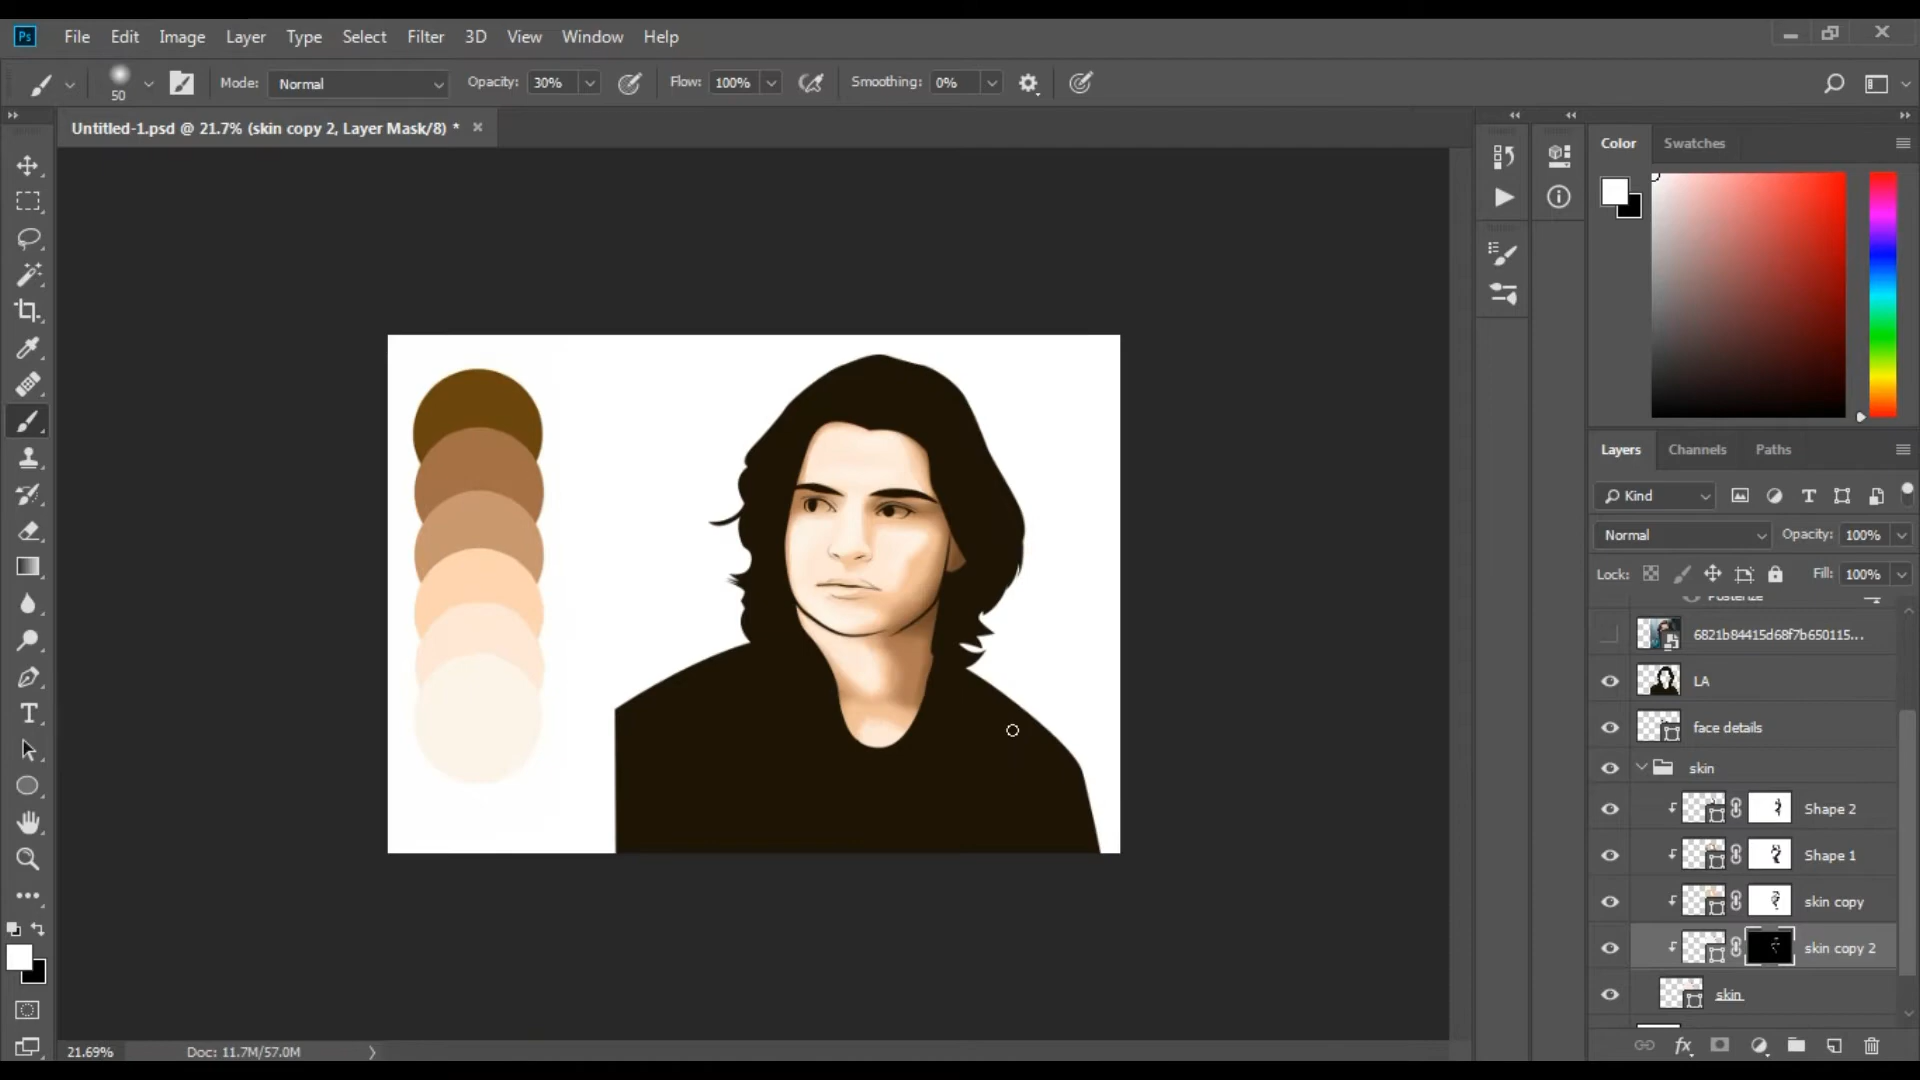 Ps File Edit Image Layer Type Select Filter 3D View Window Help
50 Mode: Normal Opacity: 30% Flow: 100% Smoothing: 0%
Untitled-1.psd @ 21.7% (skin copy 2, Layer Mask/8) *
Color Swatches
Layers Channels Paths
Kind
Normal Opacity: 100%
Lock: Fill: 100%
Posterize
6821b84415d68f7b650115...
LA
face details
skin
Shape 2
Shape 1
skin copy
skin copy 2
skin
21.69% Doc: 11.7M/57.0M